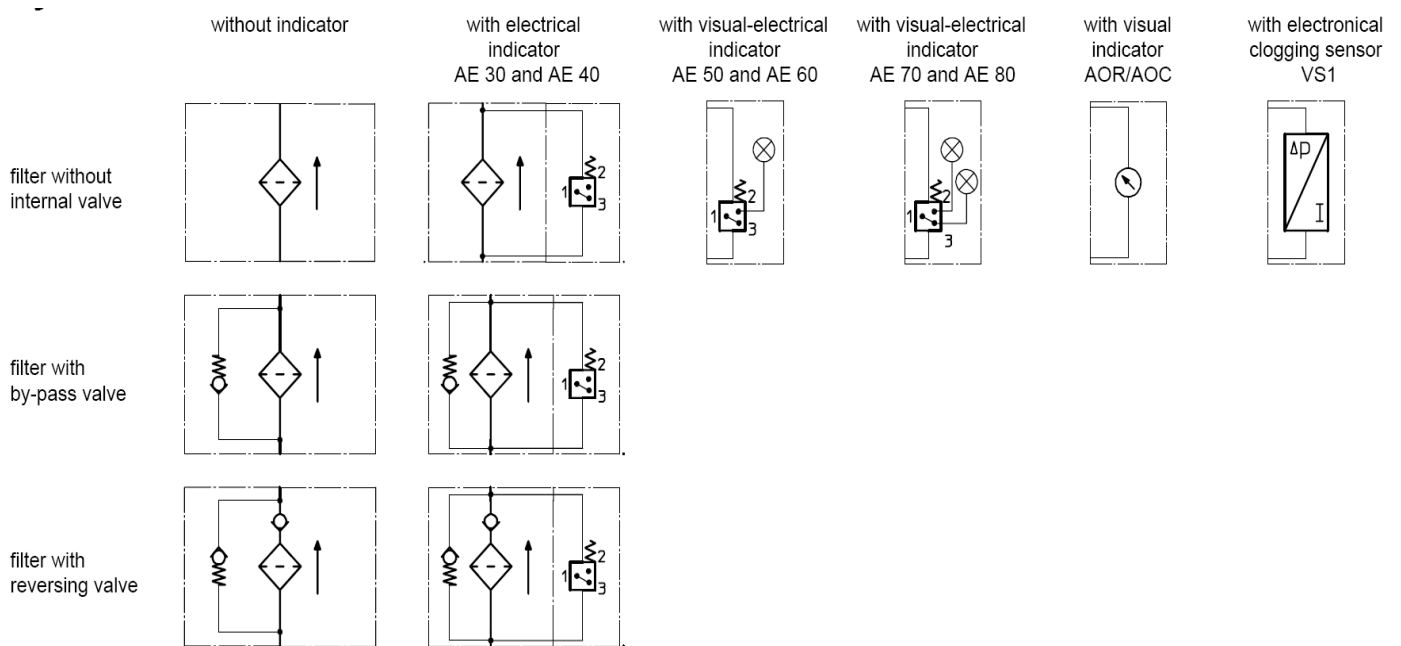 without indicator
with electrical
indicator
AE 30 and AE 40
with visual-electrical
indicator
AE 50 and AE 60
with visual-electrical
indicator
AE 70 and AE 80
with visual
indicator
AOR/AOC
with electronical
clogging sensor
VS1
filter without
internal valve
1 2 3
1 2 3
1 2 3
Δp
I
filter with
by-pass valve
1 2 3
filter with
reversing valve
1 2 3